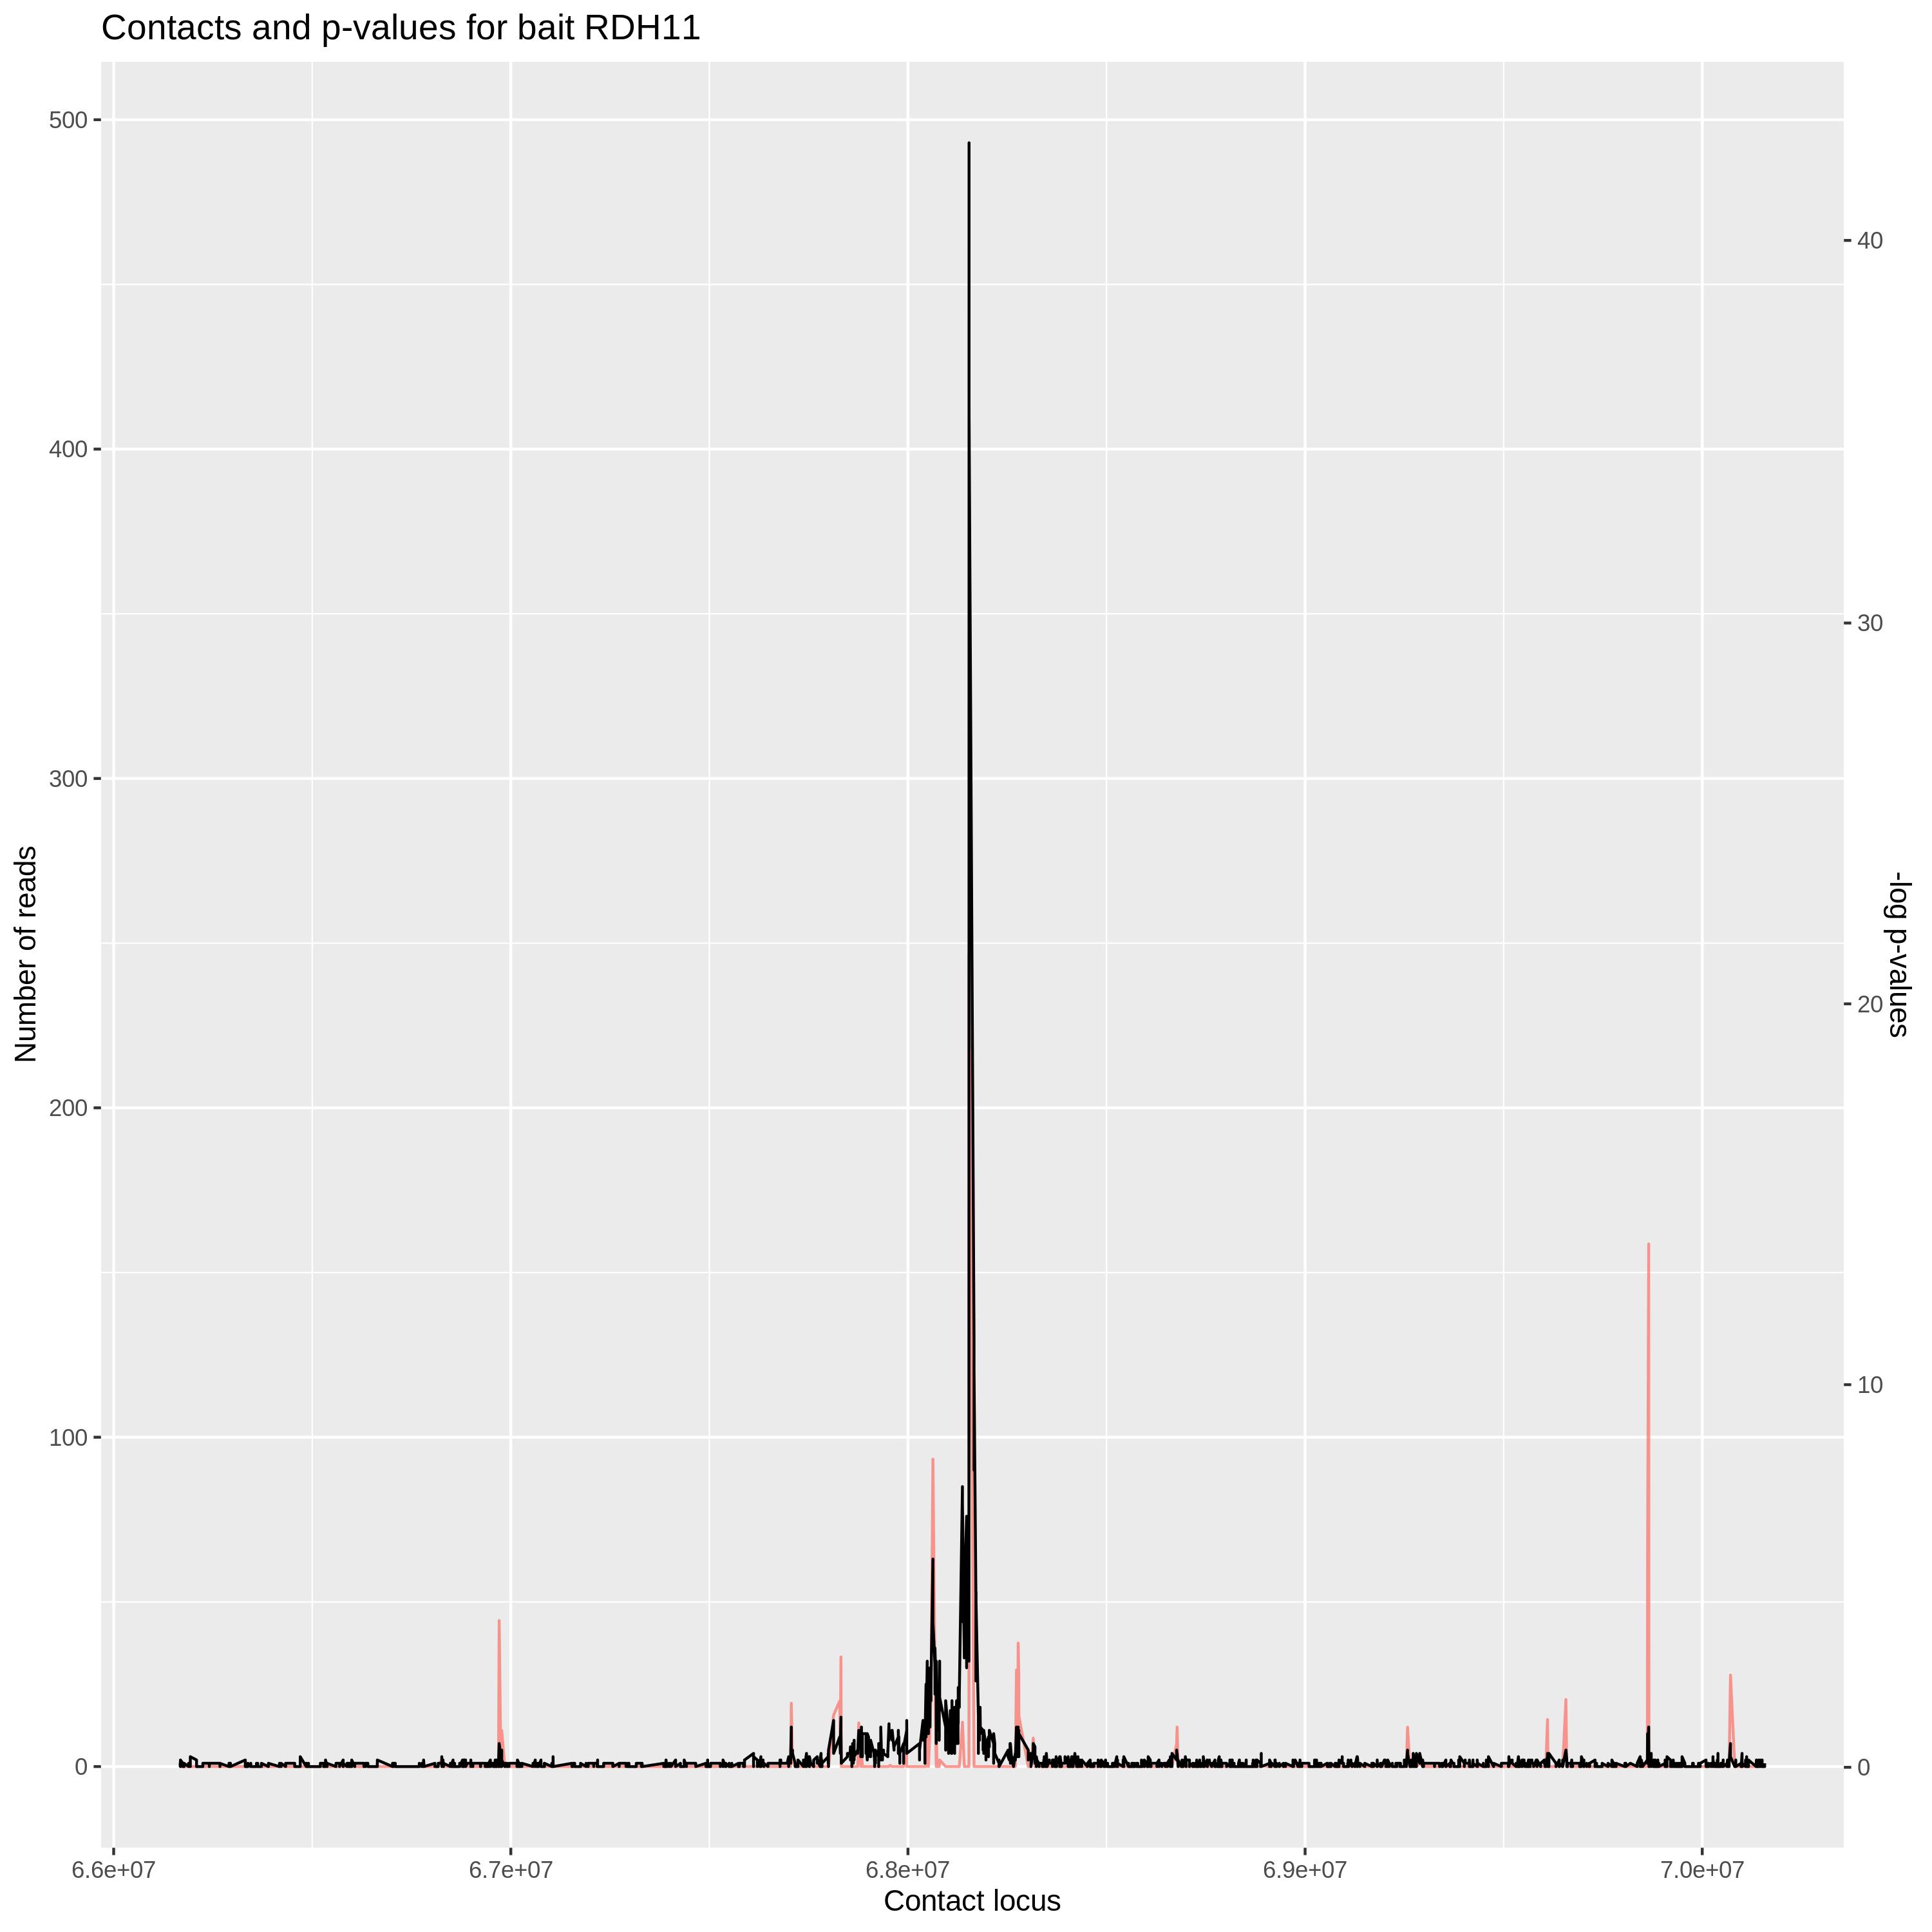 Contacts and p-values for bait RDH11
500
400
300
200
100
0
Number of reads
40
30
20
10
0
-log p-values
6.6e+07 6.7e+07 6.8e+07 6.9e+07 7.0e+07
Contact locus